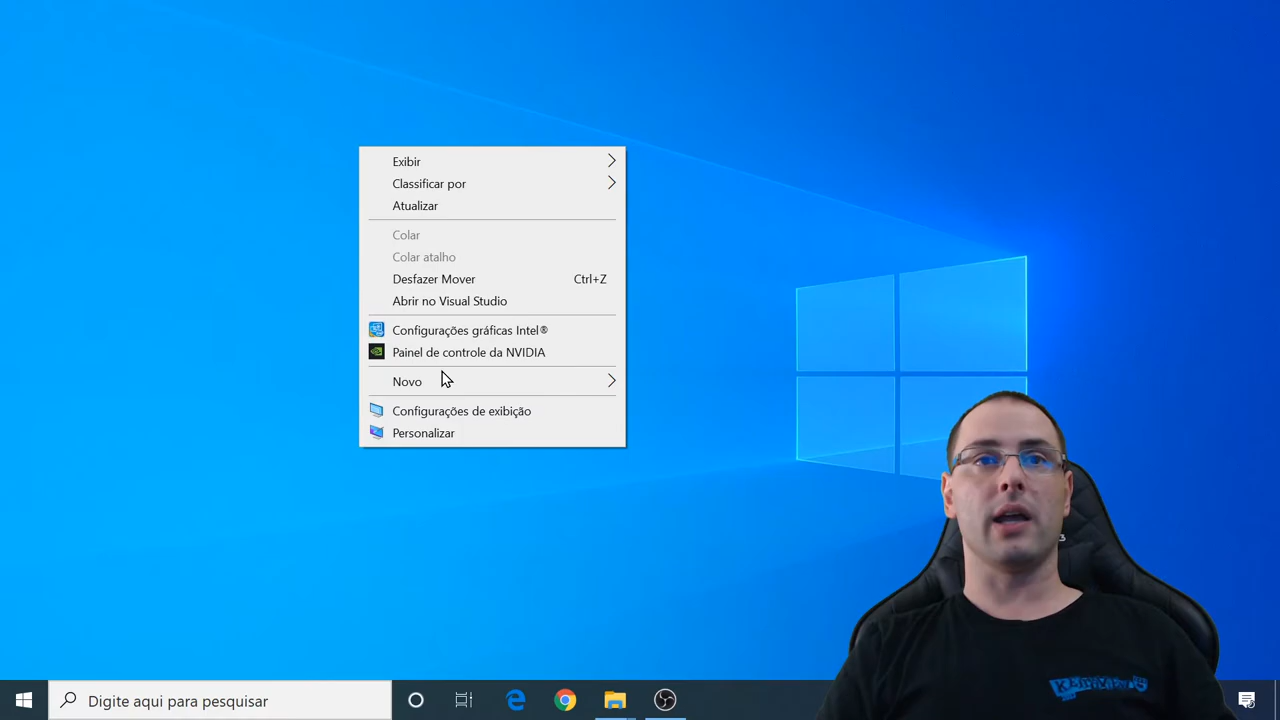 Exibir
Classificar por
Atualizar
Colar
Colar atalho
Desfazer Mover Ctrl+Z
Abrir no Visual Studio
Configurações gráficas Intel®
Painel de controle da NVIDIA
Novo
Configurações de exibição
Personalizar
Digite aqui para pesquisar